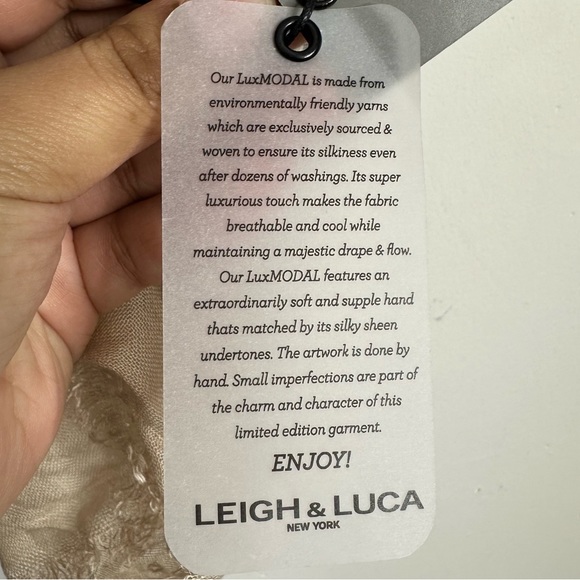 Our LuxMODAL is made from
environmentally friendly yarns
which are exclusively sourced &
woven to ensure its silkiness even
after dozens of washings. Its super
luxurious touch makes the fabric
breathable and cool while
maintaining a majestic drape & flow.
Our LuxMODAL features an
extraordinarily soft and supple hand
thats matched by its silky sheen
undertones. The artwork is done by
hand. Small imperfections are part of
the charm and character of this
limited edition garment.
ENJOY!
LEIGH & LUCA
NEW YORK